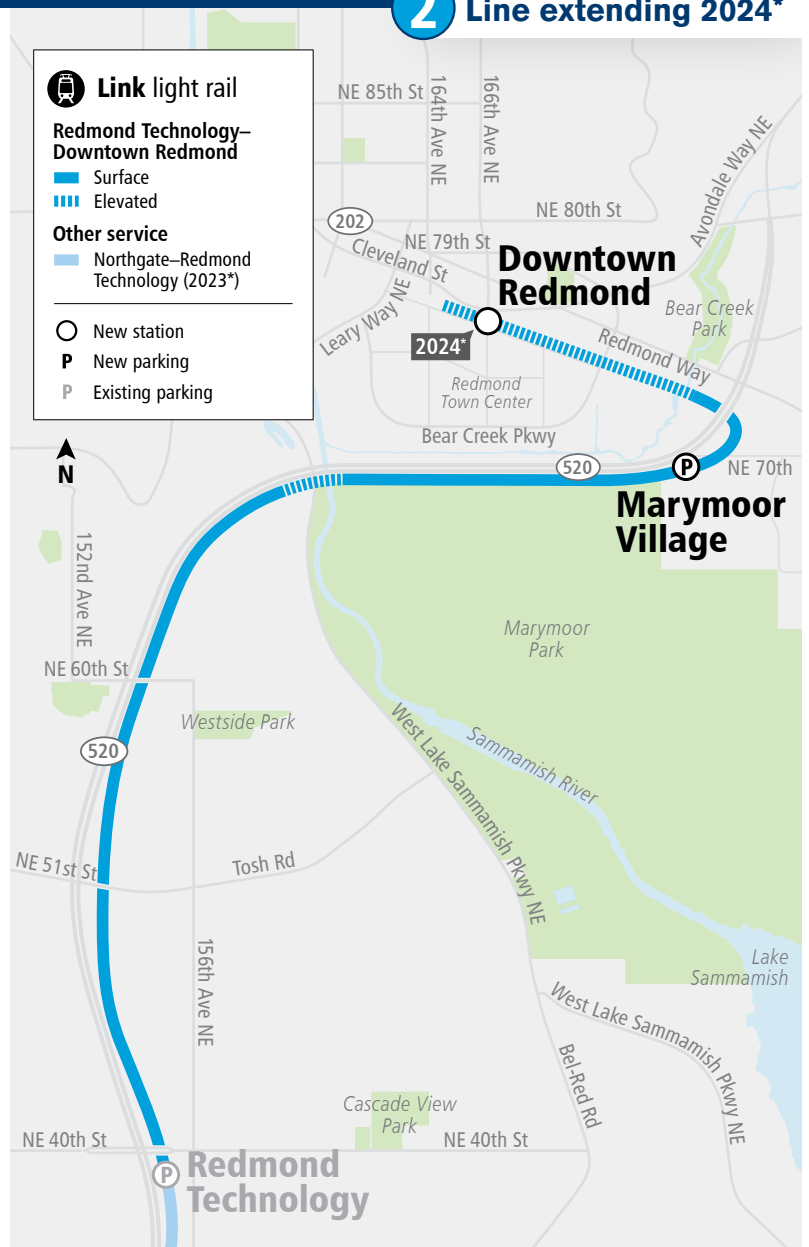 2 Line extending 2024*
Link light rail
Redmond Technology–
Downtown Redmond
Surface
Elevated
Other service
Northgate–Redmond
Technology (2023*)
New station
P New parking
P Existing parking
N
NE 85th St
164th Ave NE
166th Ave NE
Avondale Way NE
202
NE 80th St
NE 79th St
Cleveland St
Downtown
Redmond
Leary Way NE
2024*
Bear Creek
Park
Redmond Way
Redmond
Town Center
Bear Creek Pkwy
520
P
NE 70th
Marymoor
Village
152nd Ave NE
Marymoor
Park
NE 60th St
Westside Park
520
West Lake Sammamish Pkwy NE
Sammamish River
NE 51st St
Tosh Rd
156th Ave NE
Lake
Sammamish
West Lake Sammamish Pkwy NE
Bel-Red Rd
Cascade View
Park
NE 40th St
NE 40th St
P
Redmond
Technology